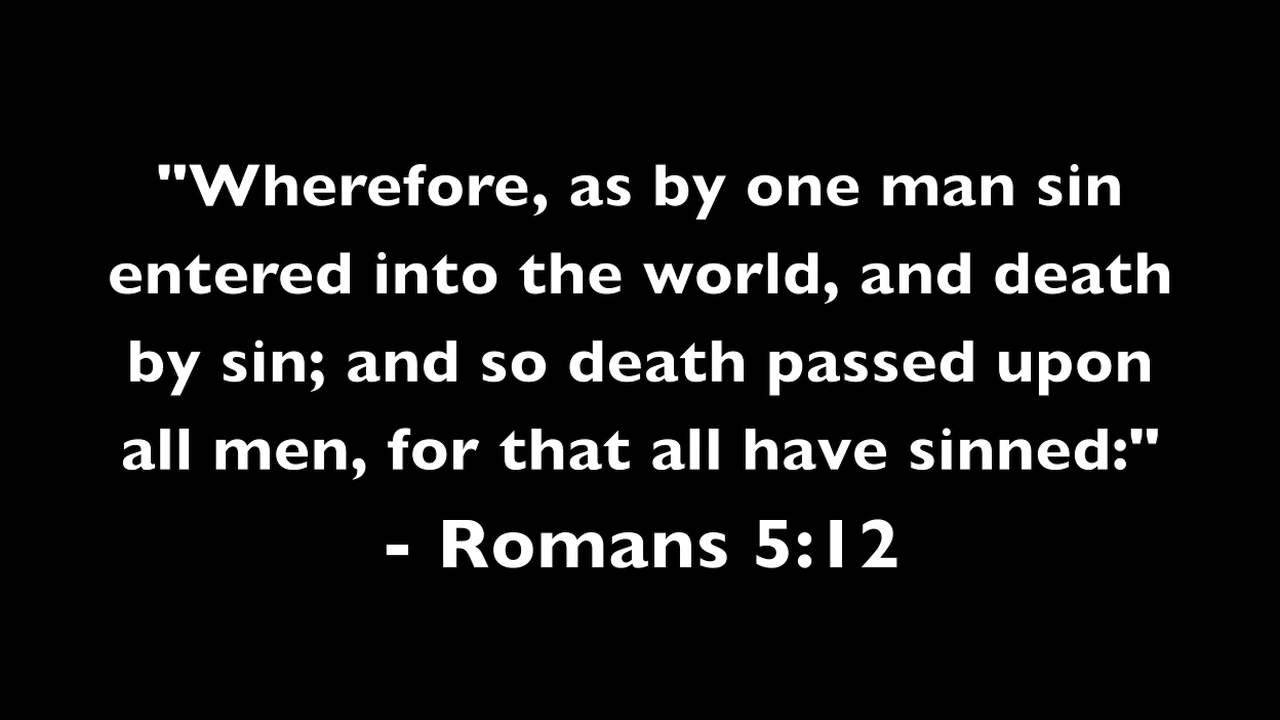 "Wherefore, as by one man sin
entered into the world, and death
by sin; and so death passed upon
all men, for that all have sinned:"
- Romans 5:12